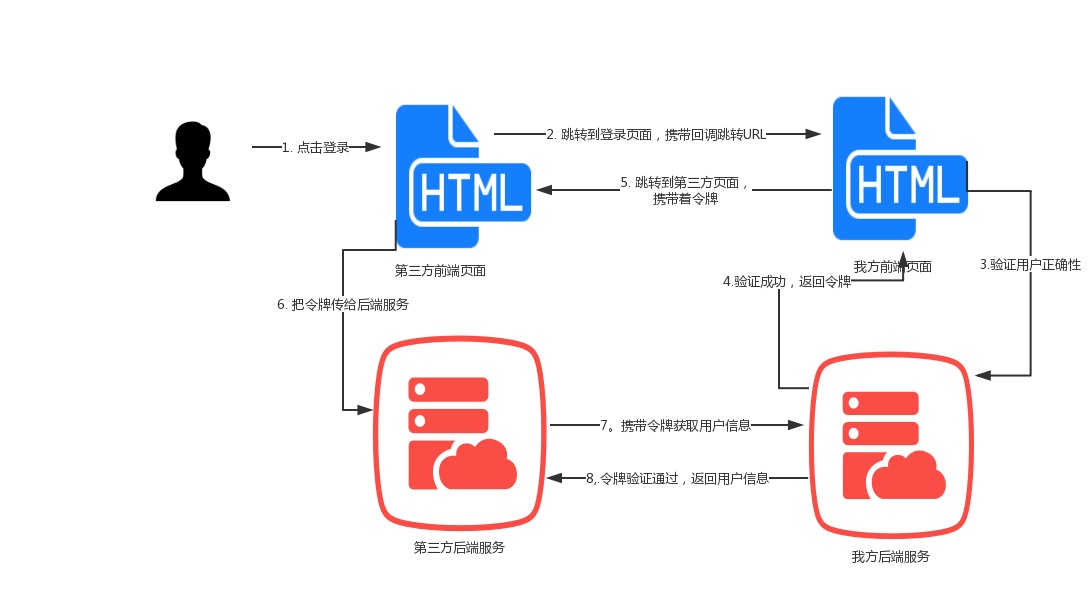 1. 点击登录
2. 跳转到登录页面，携带回调跳转URL
HTML
HTML
5. 跳转到第三方页面，
携带着令牌
第三方前端页面
我方前端页面
3.验证用户正确性
4.验证成功，返回令牌
6. 把令牌传给后端服务
7。携带令牌获取用户信息
8,.令牌验证通过，返回用户信息
第三方后端服务
我方后端服务